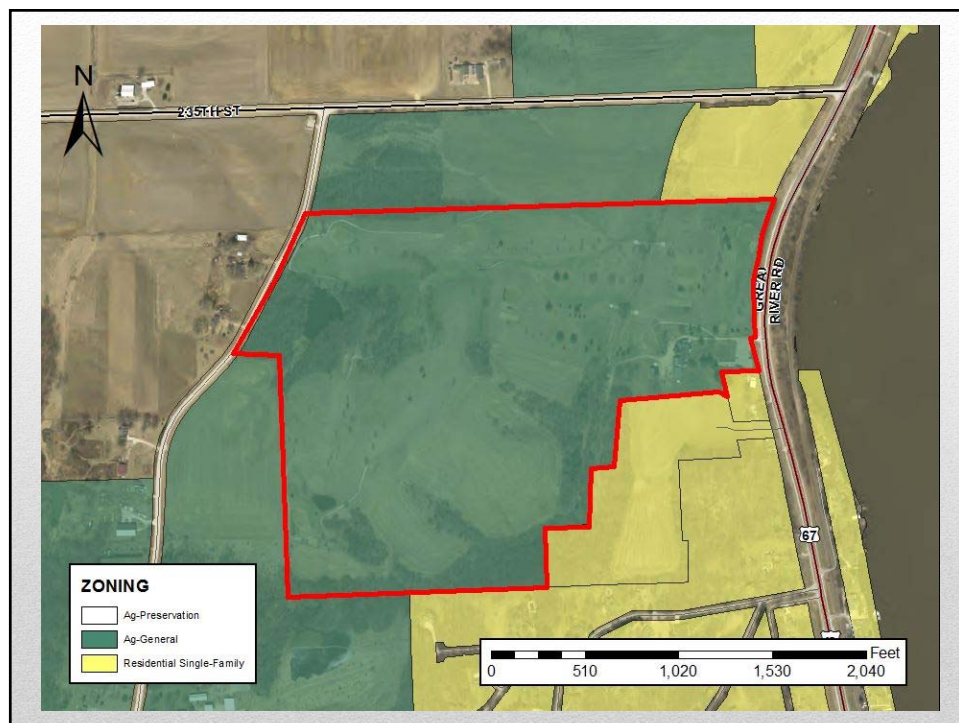 N
235TH ST
GREAT
RIVER RD
67
ZONING
Ag-Preservation
Ag-General
Residential Single-Family
Feet
0 510 1,020 1,530 2,040